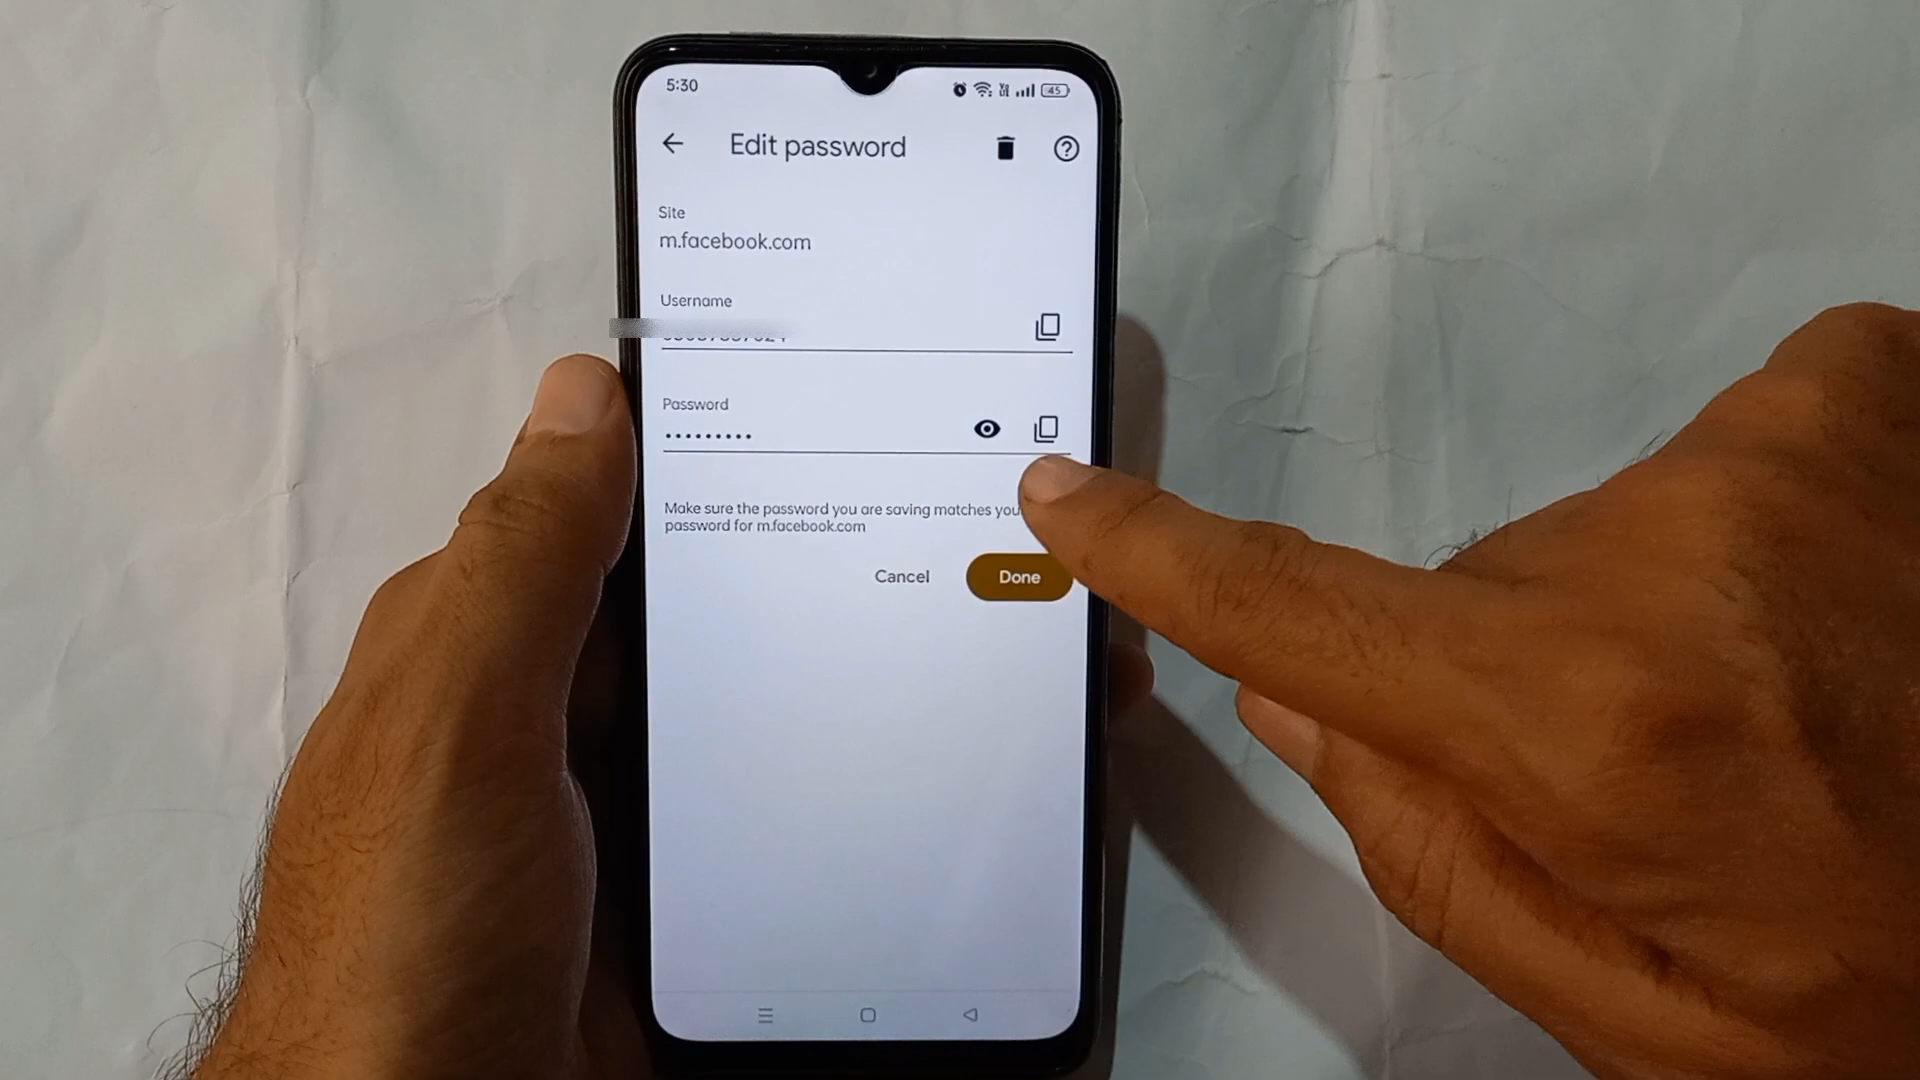 5:30
45
Edit password
Site
m.facebook.com
Username
Password
•••••••••
Make sure the password you are saving matches you
password for m.facebook.com
Cancel
Done